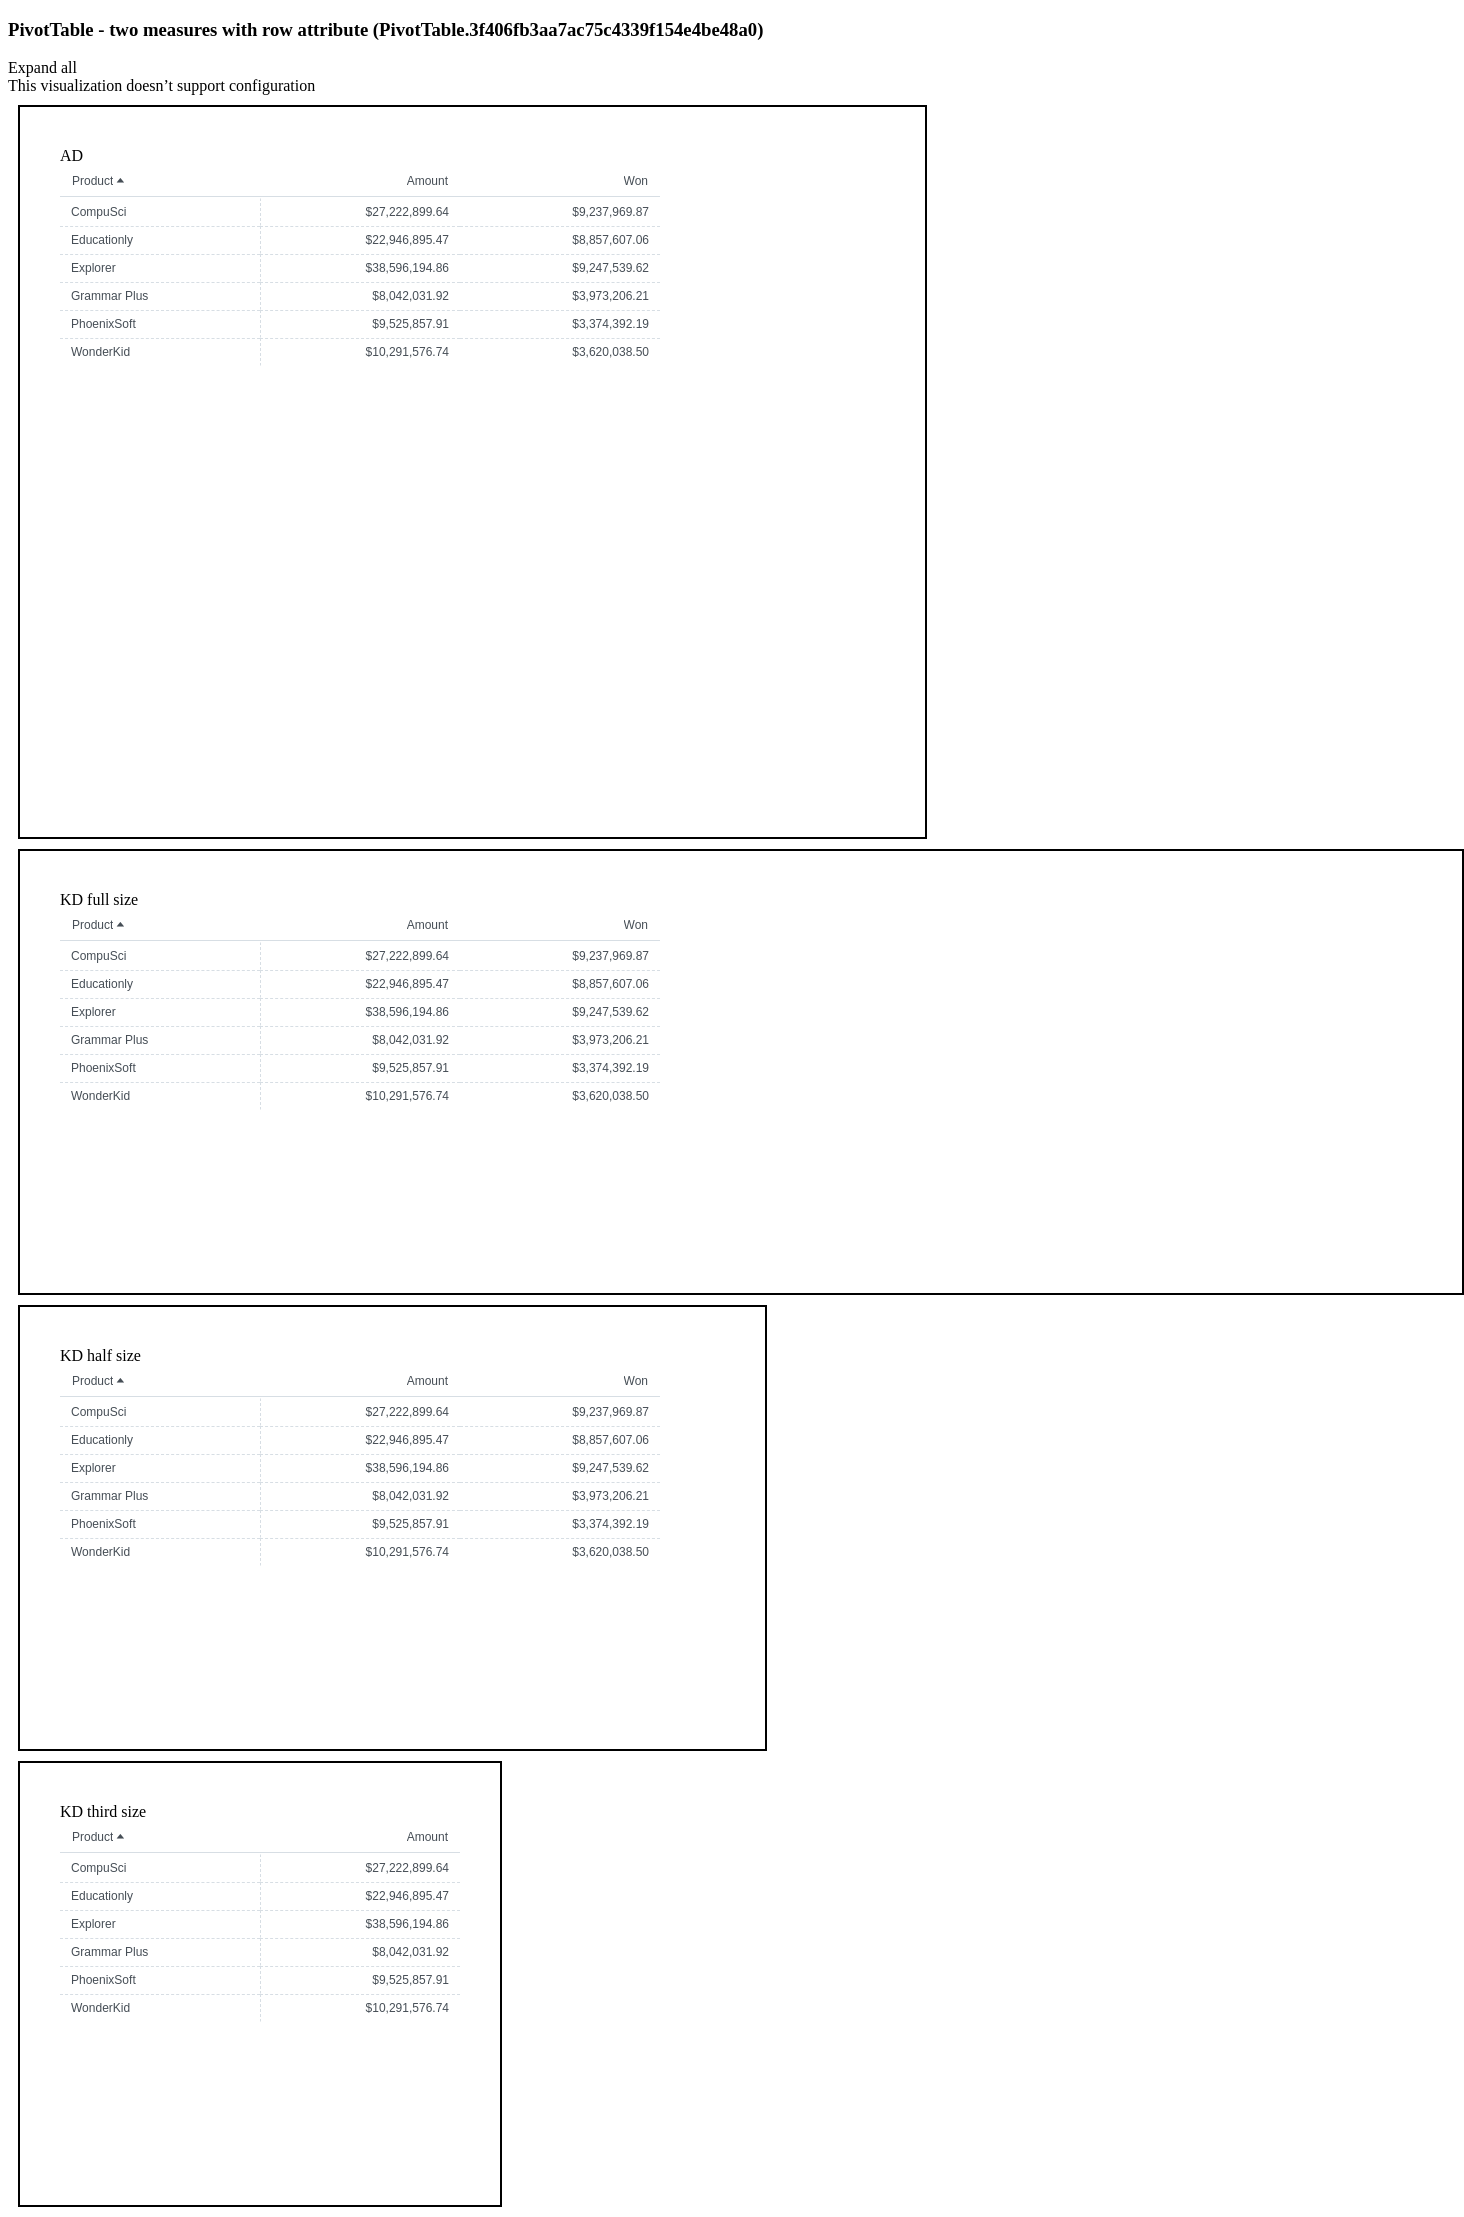 PivotTable - two measures with row attribute (PivotTable.3f406fb3aa7ac75c4339f154e4be48a0)
Expand all
This visualization doesn’t support configuration
AD
Product Amount Won
CompuSci $27,222,899.64 $9,237,969.87
Educationly $22,946,895.47 $8,857,607.06
Explorer $38,596,194.86 $9,247,539.62
Grammar Plus $8,042,031.92 $3,973,206.21
PhoenixSoft $9,525,857.91 $3,374,392.19
WonderKid $10,291,576.74 $3,620,038.50
KD full size
Product Amount Won
CompuSci $27,222,899.64 $9,237,969.87
Educationly $22,946,895.47 $8,857,607.06
Explorer $38,596,194.86 $9,247,539.62
Grammar Plus $8,042,031.92 $3,973,206.21
PhoenixSoft $9,525,857.91 $3,374,392.19
WonderKid $10,291,576.74 $3,620,038.50
KD half size
Product Amount Won
CompuSci $27,222,899.64 $9,237,969.87
Educationly $22,946,895.47 $8,857,607.06
Explorer $38,596,194.86 $9,247,539.62
Grammar Plus $8,042,031.92 $3,973,206.21
PhoenixSoft $9,525,857.91 $3,374,392.19
WonderKid $10,291,576.74 $3,620,038.50
KD third size
Product Amount
CompuSci $27,222,899.64
Educationly $22,946,895.47
Explorer $38,596,194.86
Grammar Plus $8,042,031.92
PhoenixSoft $9,525,857.91
WonderKid $10,291,576.74